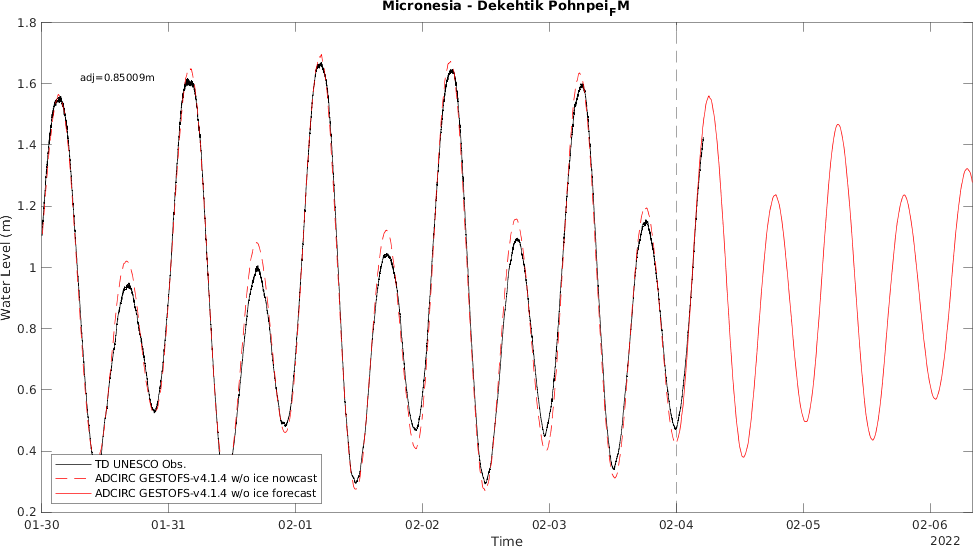 Micronesia - Dekehtik Pohnpei_FM
1.8
1.6
1.4
1.2
1
0.8
0.6
0.4
0.2
Water Level (m)
adj=0.85009m
TD UNESCO Obs.
ADCIRC GESTOFS-v4.1.4 w/o ice nowcast
ADCIRC GESTOFS-v4.1.4 w/o ice forecast
01-30 01-31 02-01 02-02 02-03 02-04 02-05 02-06
Time
2022